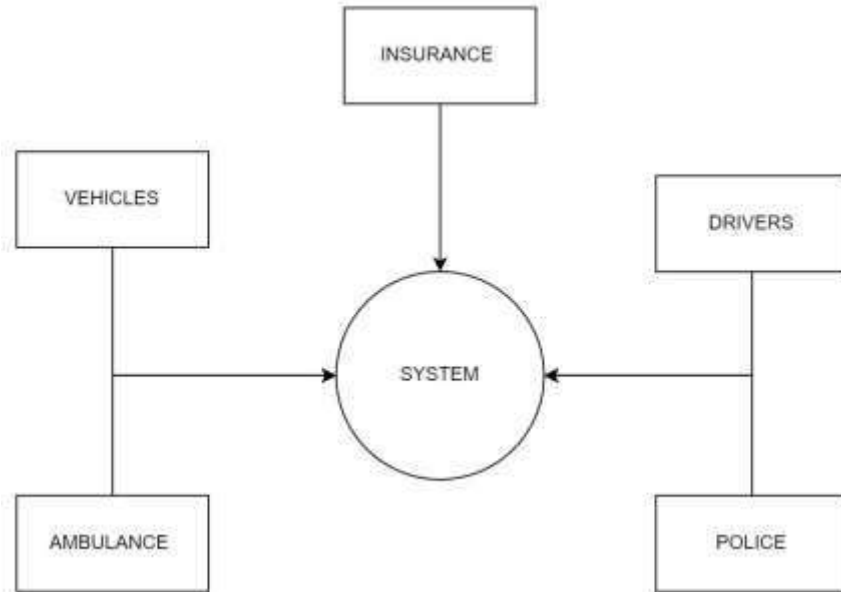 INSURANCE
VEHICLES
DRIVERS
SYSTEM
AMBULANCE
POLICE